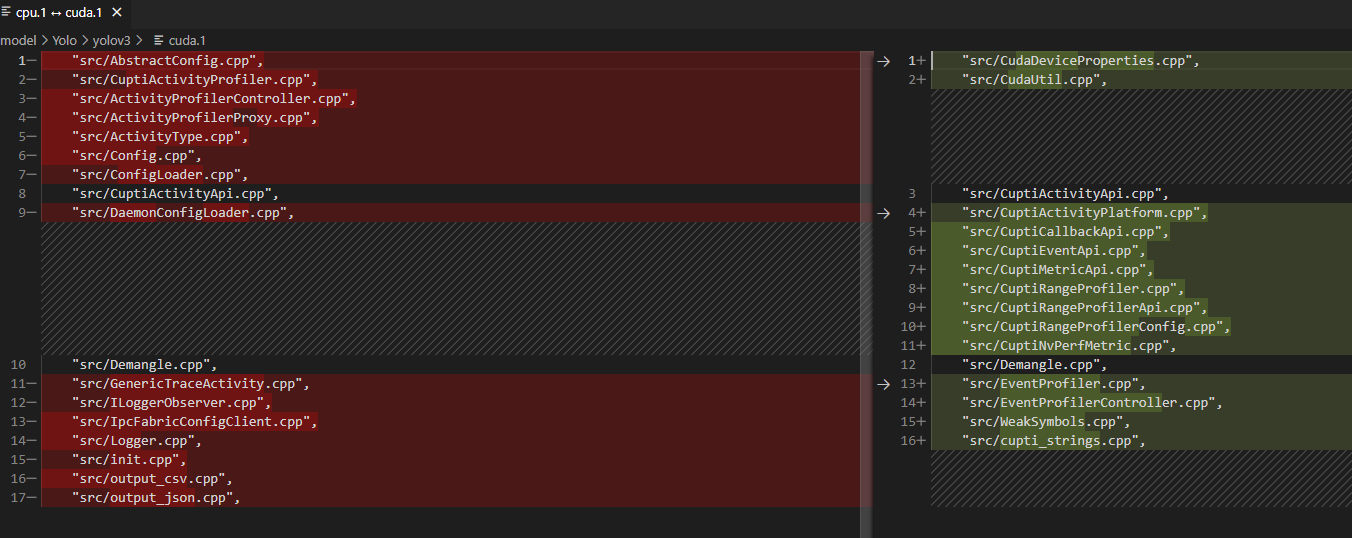 cpu.1 ↔ cuda.1 ×
model > Yolo > yolov3 > cuda.1
1− "src/AbstractConfig.cpp",
2− "src/CuptiActivityProfiler.cpp",
3− "src/ActivityProfilerController.cpp",
4− "src/ActivityProfilerProxy.cpp",
5− "src/ActivityType.cpp",
6− "src/Config.cpp",
7− "src/ConfigLoader.cpp",
8 "src/CuptiActivityApi.cpp",
9− "src/DaemonConfigLoader.cpp",
10 "src/Demangle.cpp",
11− "src/GenericTraceActivity.cpp",
12− "src/ILoggerObserver.cpp",
13− "src/IpcFabricConfigClient.cpp",
14− "src/Logger.cpp",
15− "src/init.cpp",
16− "src/output_csv.cpp",
17− "src/output_json.cpp",
→ 1+ "src/CudaDeviceProperties.cpp",
2+ "src/CudaUtil.cpp",
3 "src/CuptiActivityApi.cpp",
→ 4+ "src/CuptiActivityPlatform.cpp",
5+ "src/CuptiCallbackApi.cpp",
6+ "src/CuptiEventApi.cpp",
7+ "src/CuptiMetricApi.cpp",
8+ "src/CuptiRangeProfiler.cpp",
9+ "src/CuptiRangeProfilerApi.cpp",
10+ "src/CuptiRangeProfilerConfig.cpp",
11+ "src/CuptiNvPerfMetric.cpp",
12 "src/Demangle.cpp",
→ 13+ "src/EventProfiler.cpp",
14+ "src/EventProfilerController.cpp",
15+ "src/WeakSymbols.cpp",
16+ "src/cupti_strings.cpp",